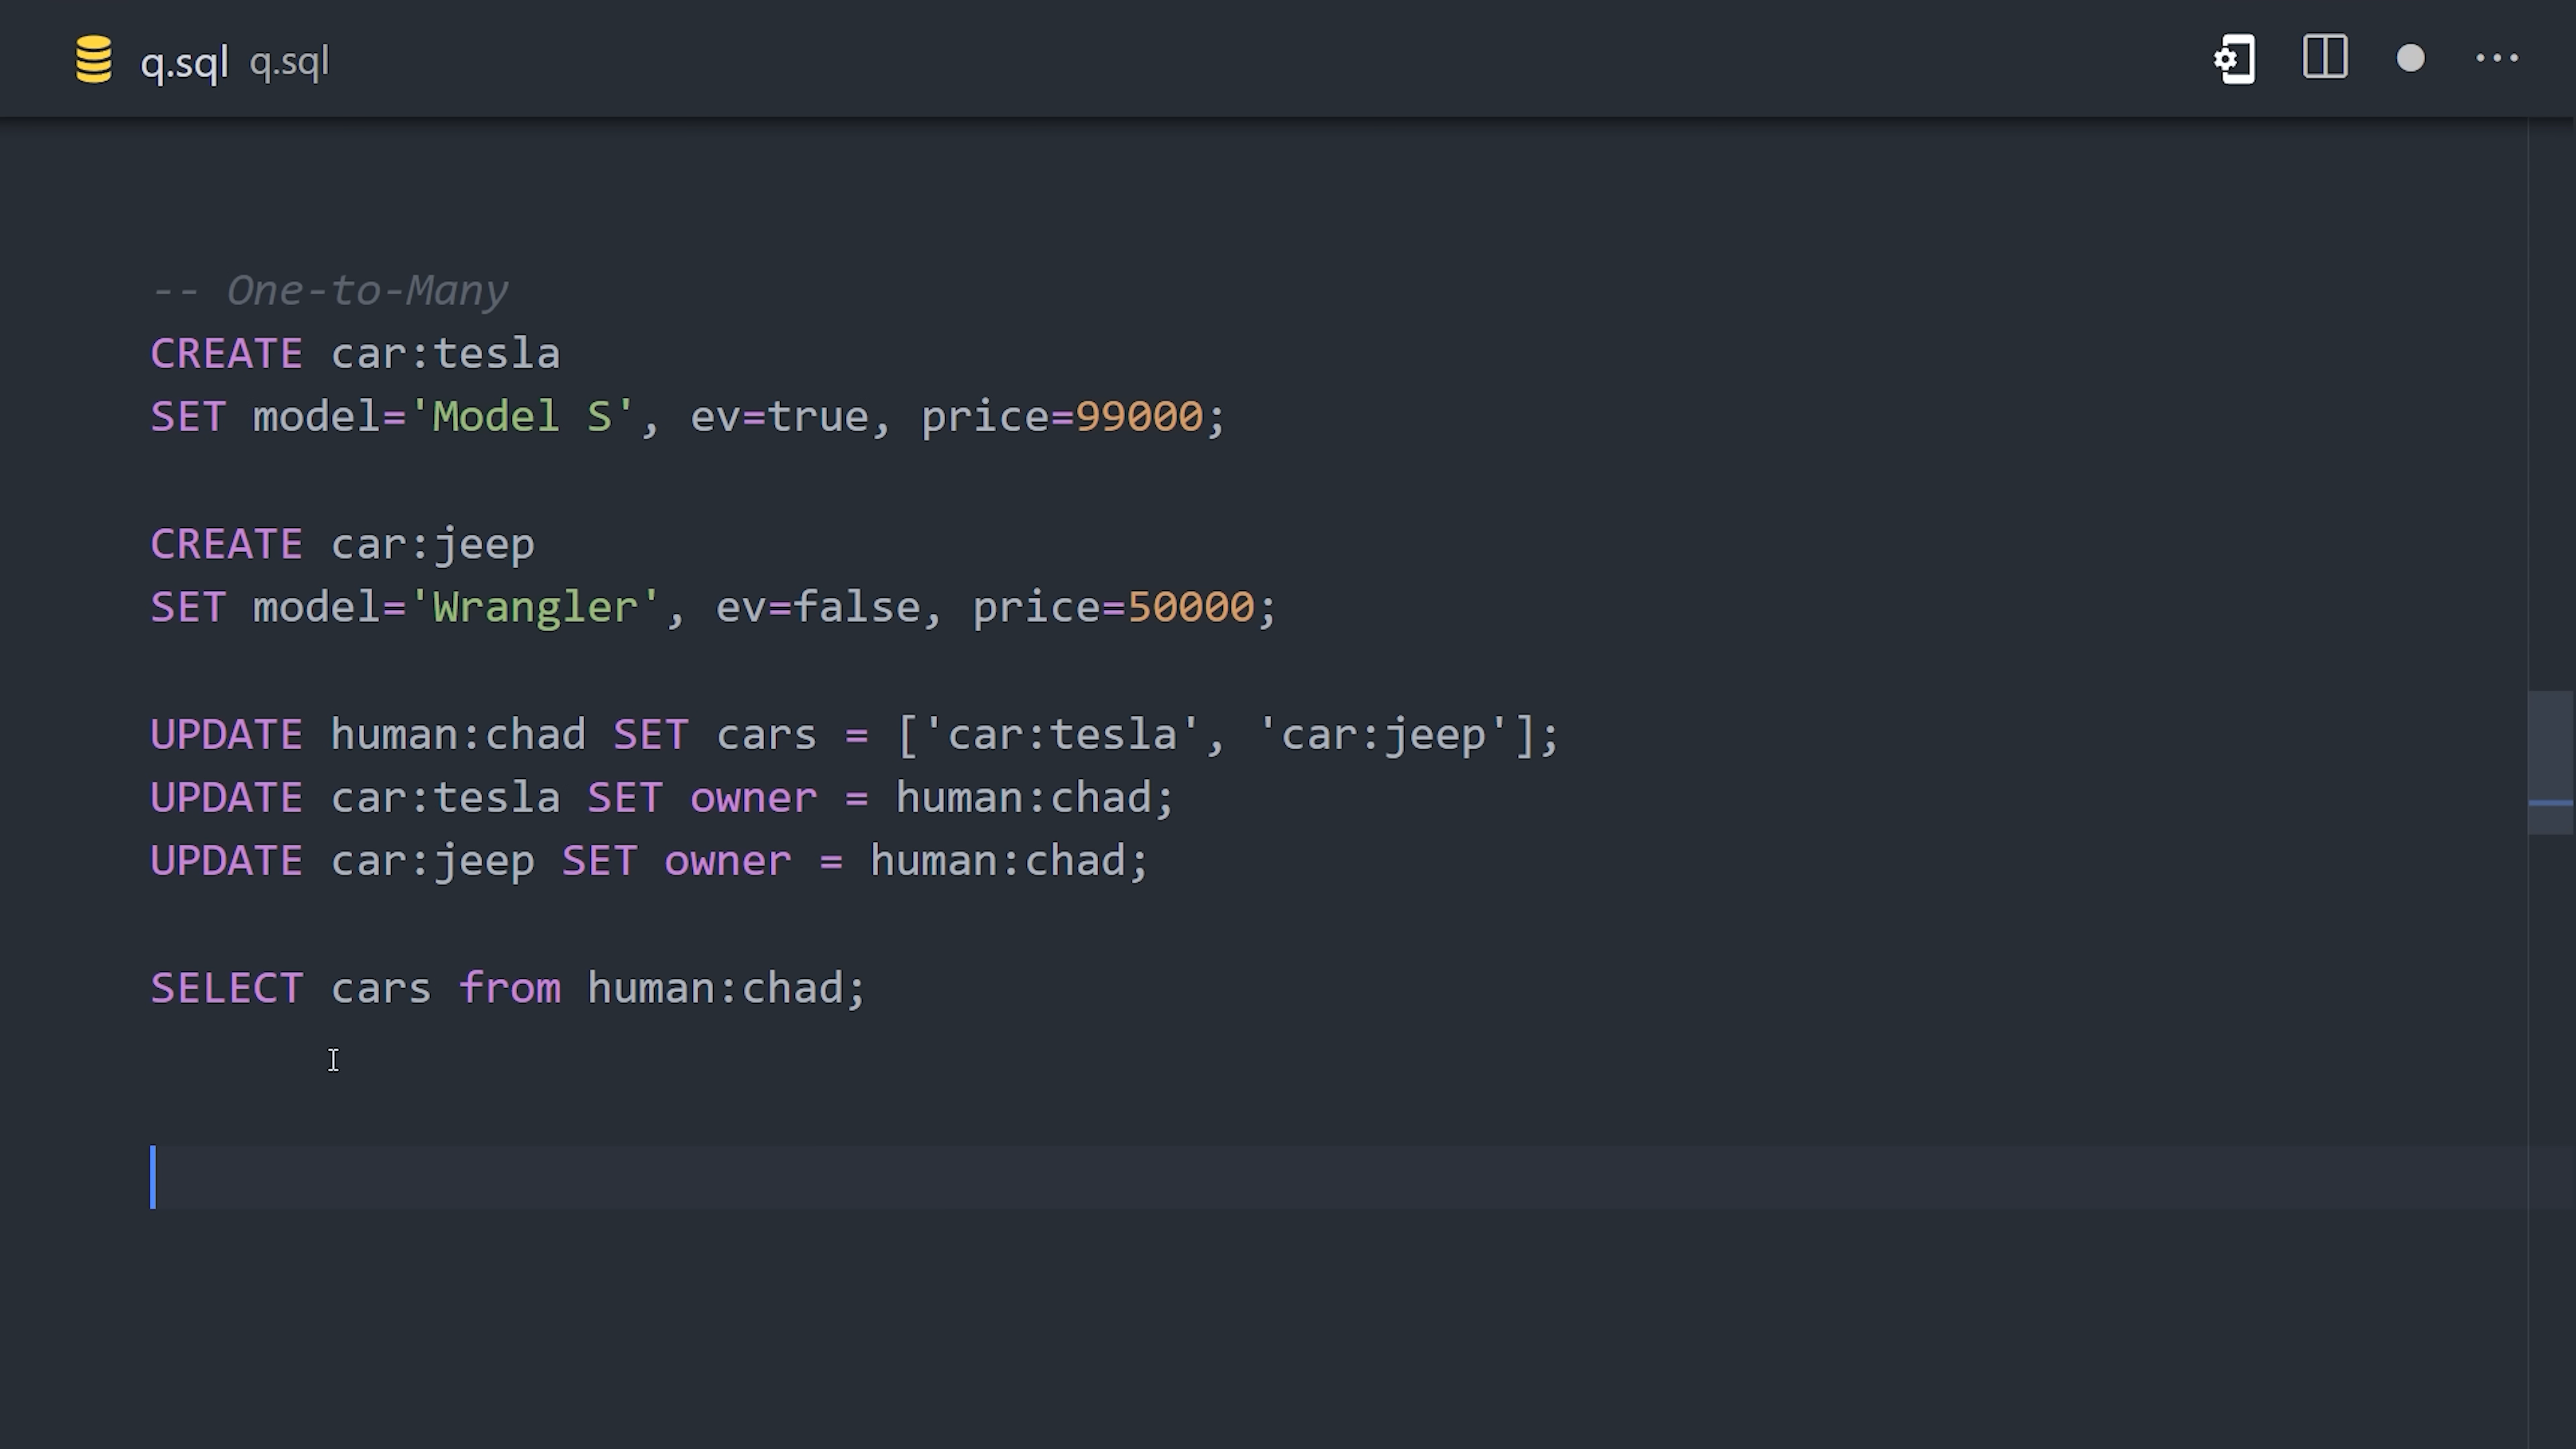 q.sql q.sql
-- One-to-Many
CREATE car:tesla
SET model='Model S', ev=true, price=99000;
CREATE car:jeep
SET model='Wrangler', ev=false, price=50000;
UPDATE human:chad SET cars = ['car:tesla', 'car:jeep'];
UPDATE car:tesla SET owner = human:chad;
UPDATE car:jeep SET owner = human:chad;
SELECT cars from human:chad;